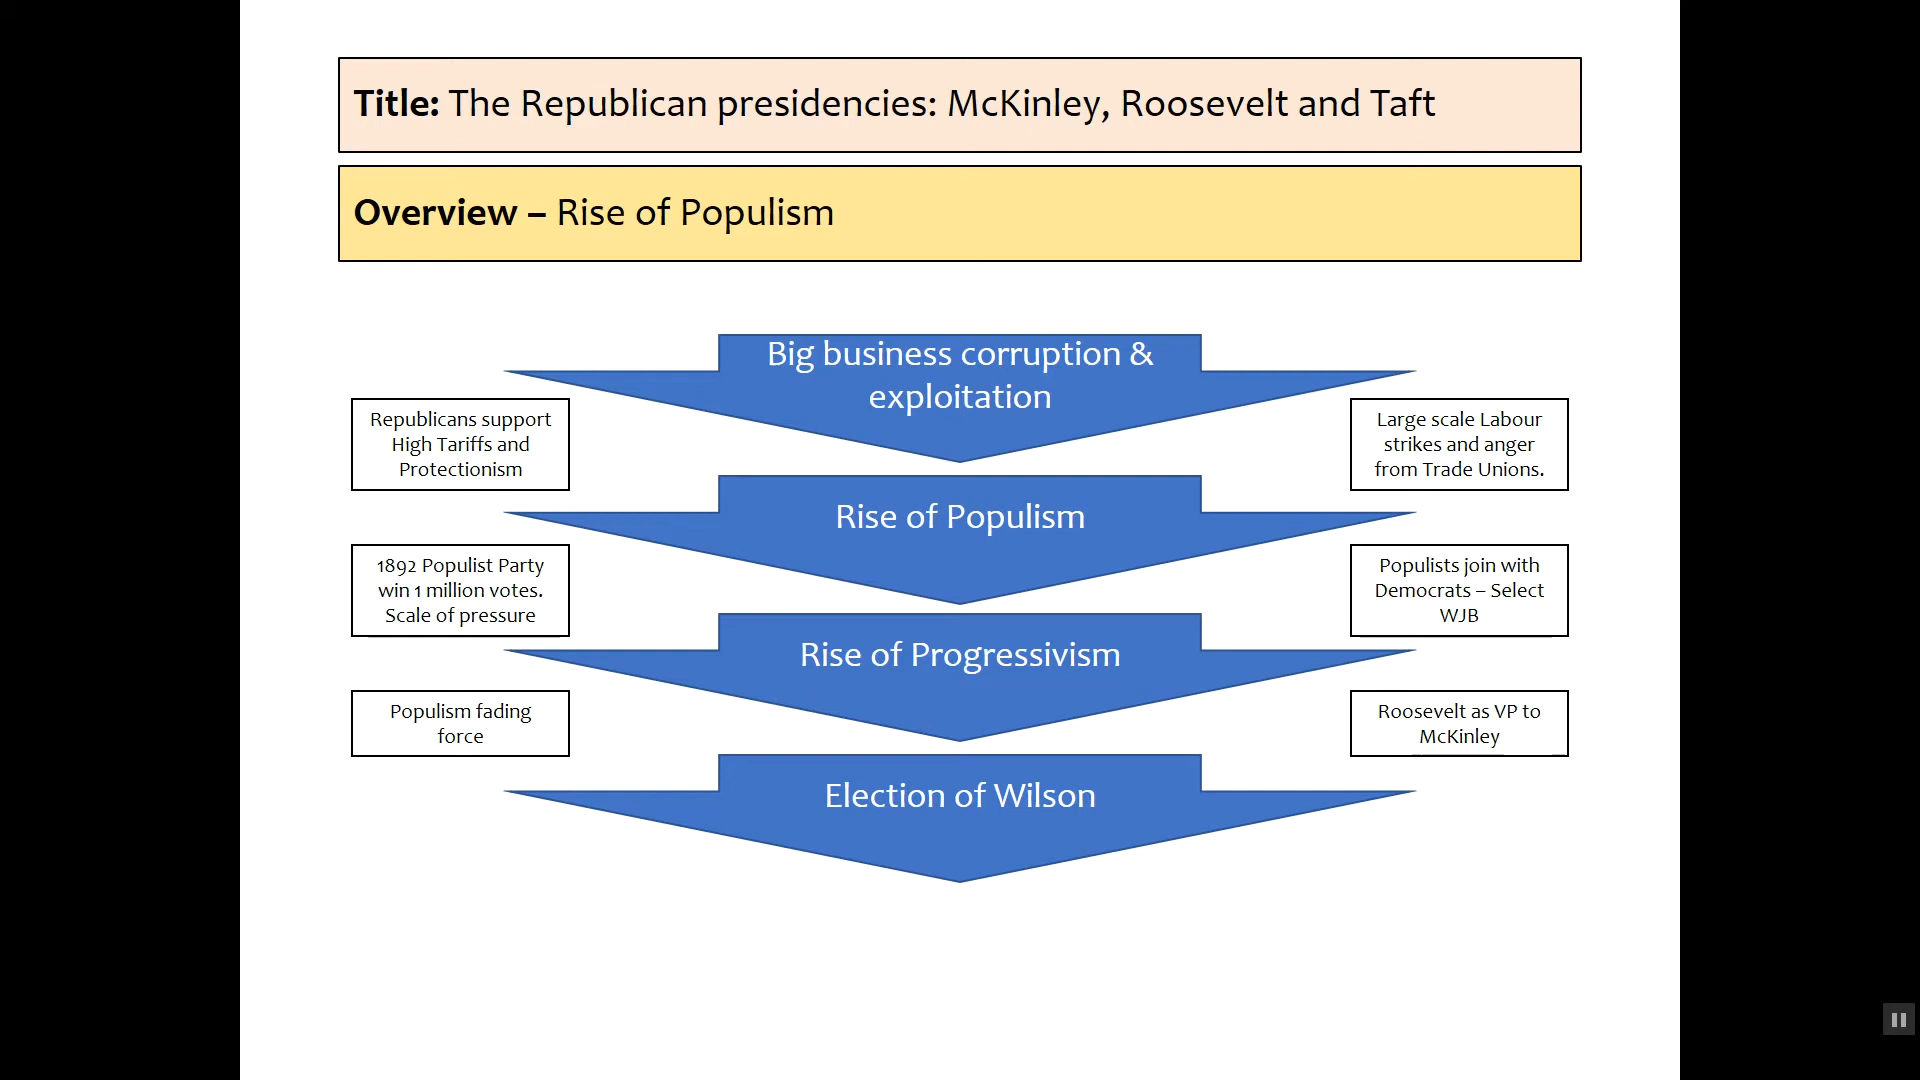 Title: The Republican presidencies: McKinley, Roosevelt and Taft
Overview – Rise of Populism
Big business corruption &
exploitation
Republicans support
High Tariffs and
Protectionism
Large scale Labour
strikes and anger
from Trade Unions.
Rise of Populism
1892 Populist Party
win 1 million votes.
Scale of pressure
Populists join with
Democrats – Select
WJB
Rise of Progressivism
Populism fading
force
Roosevelt as VP to
McKinley
Election of Wilson